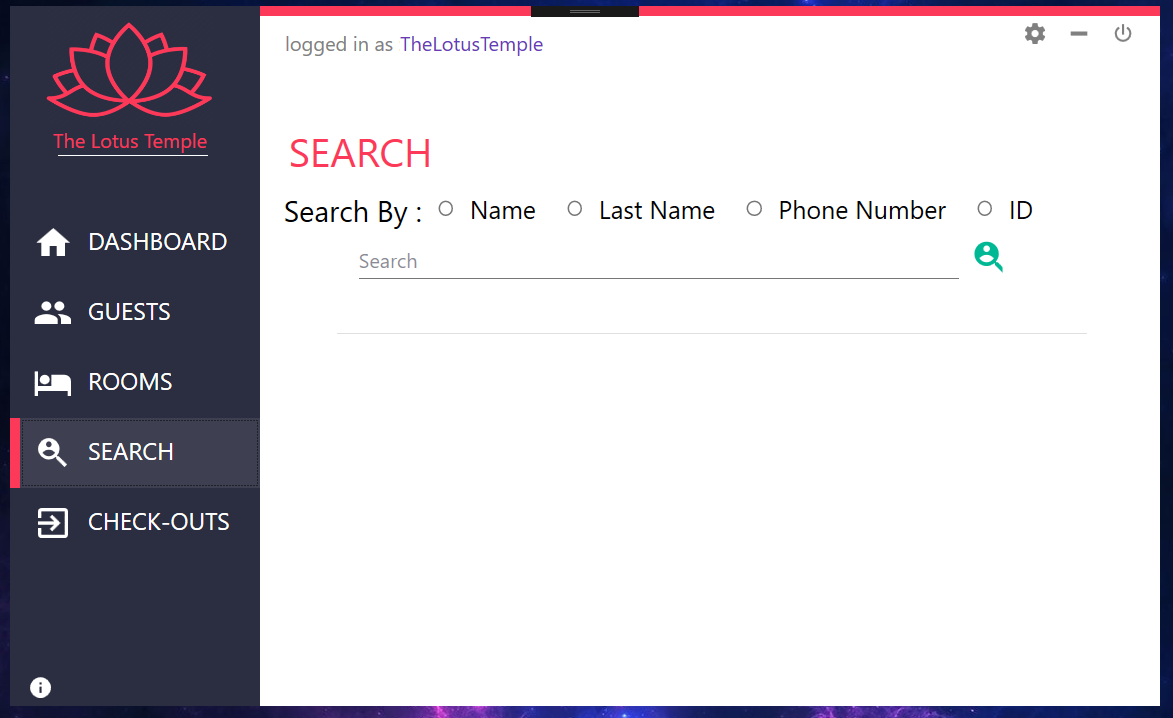 The Lotus Temple
DASHBOARD
GUESTS
ROOMS
SEARCH
CHECK-OUTS
logged in as TheLotusTemple
SEARCH
Search By : Name Last Name Phone Number ID
Search